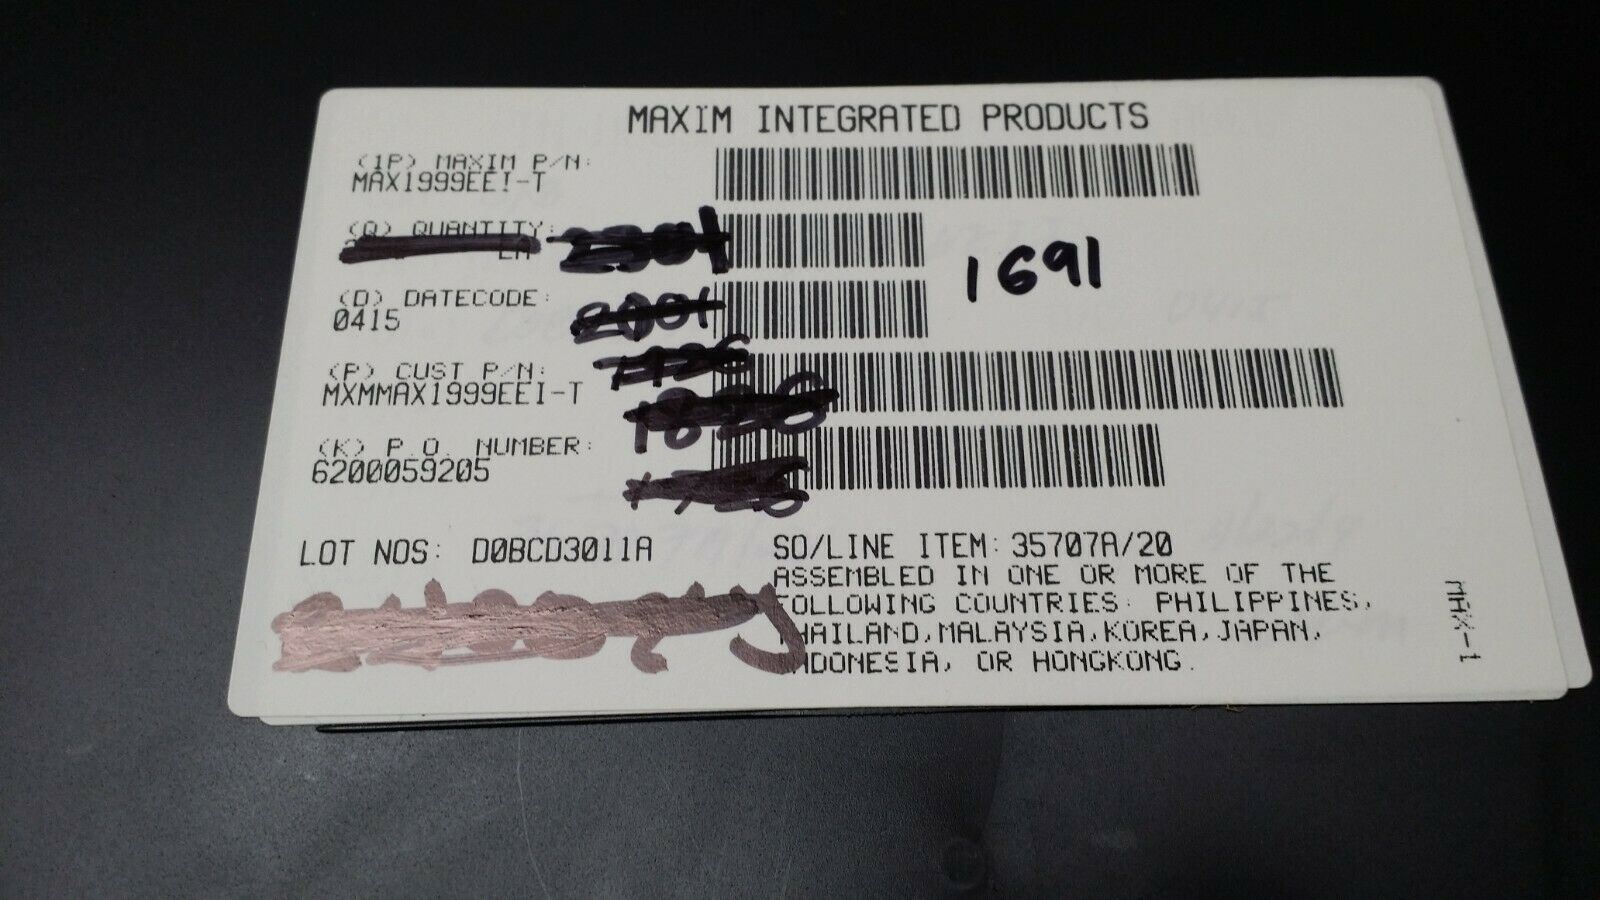 MAXIM INTEGRATED PRODUCTS
(1P) MAXIM P/N:
MAX1999EEI-T
(Q) QUANTITY:
1691
(D) DATECODE:
0415
(P) CUST P/N:
MXMMAX1999EEI-T
(K) P.O. NUMBER:
6200059205
LOT NOS: D0BCD3011A
SO/LINE ITEM: 35707A/20
ASSEMBLED IN ONE OR MORE OF THE
FOLLOWING COUNTRIES: PHILIPPINES,
THAILAND, MALAYSIA, KOREA, JAPAN,
INDONESIA, OR HONGKONG.